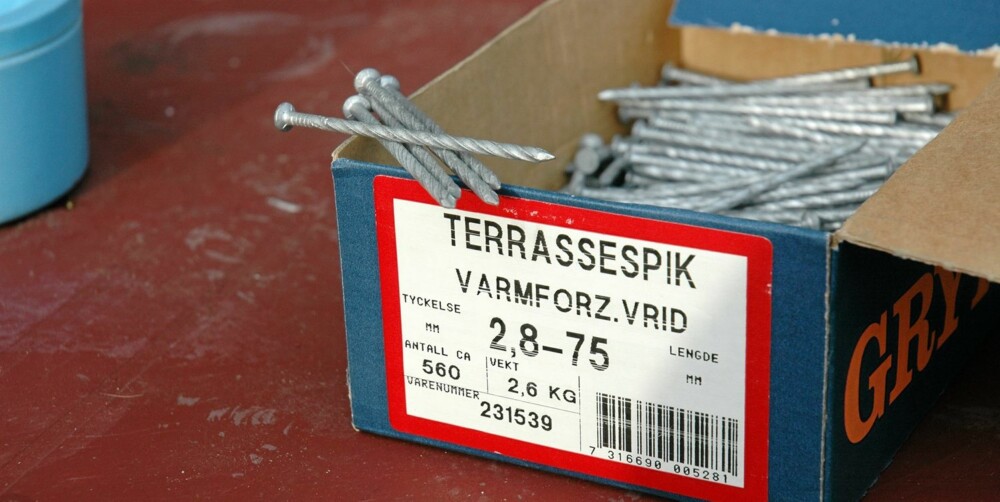 TERRASSESPIK
VARMFORZ.VRID
TYCKELSE
MM
2,8-75
LENGDE
MM
ANTALL CA
560
VEKT
2,6 KG
VARENUMMER
231539
7 316690 005281